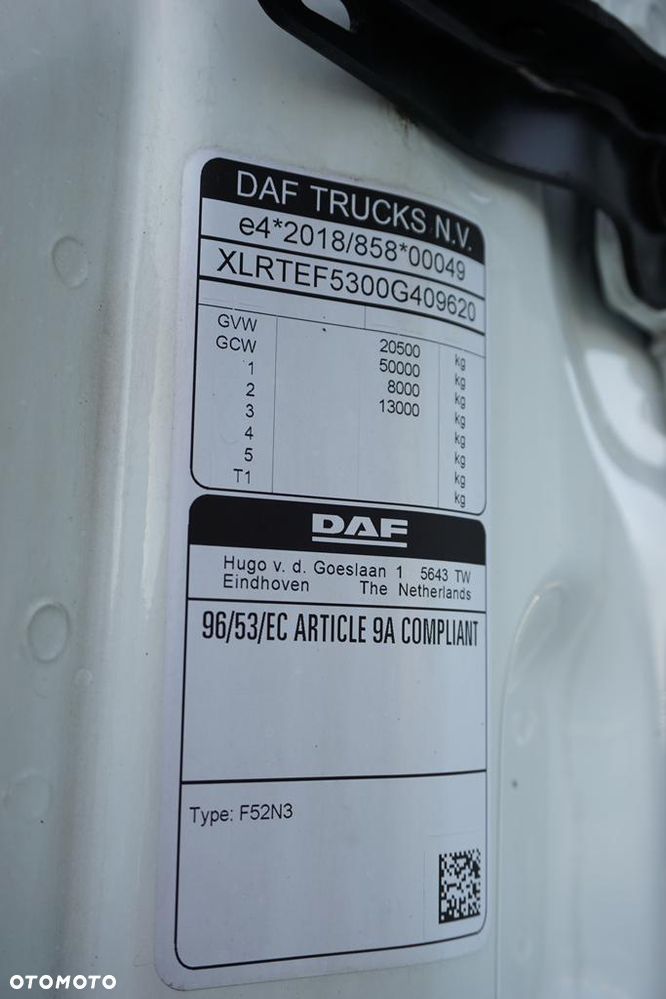 DAF TRUCKS N.V.
e4*2018/858*00049
XLRTEF5300G409620
GVW 20500 kg
GCW 50000 kg
1 8000 kg
2 13000 kg
3 kg
4 kg
5 kg
T1 kg
DAF
Hugo v. d. Goeslaan 1 5643 TW
Eindhoven The Netherlands
96/53/EC ARTICLE 9A COMPLIANT
Type: F52N3
OTOMOTO